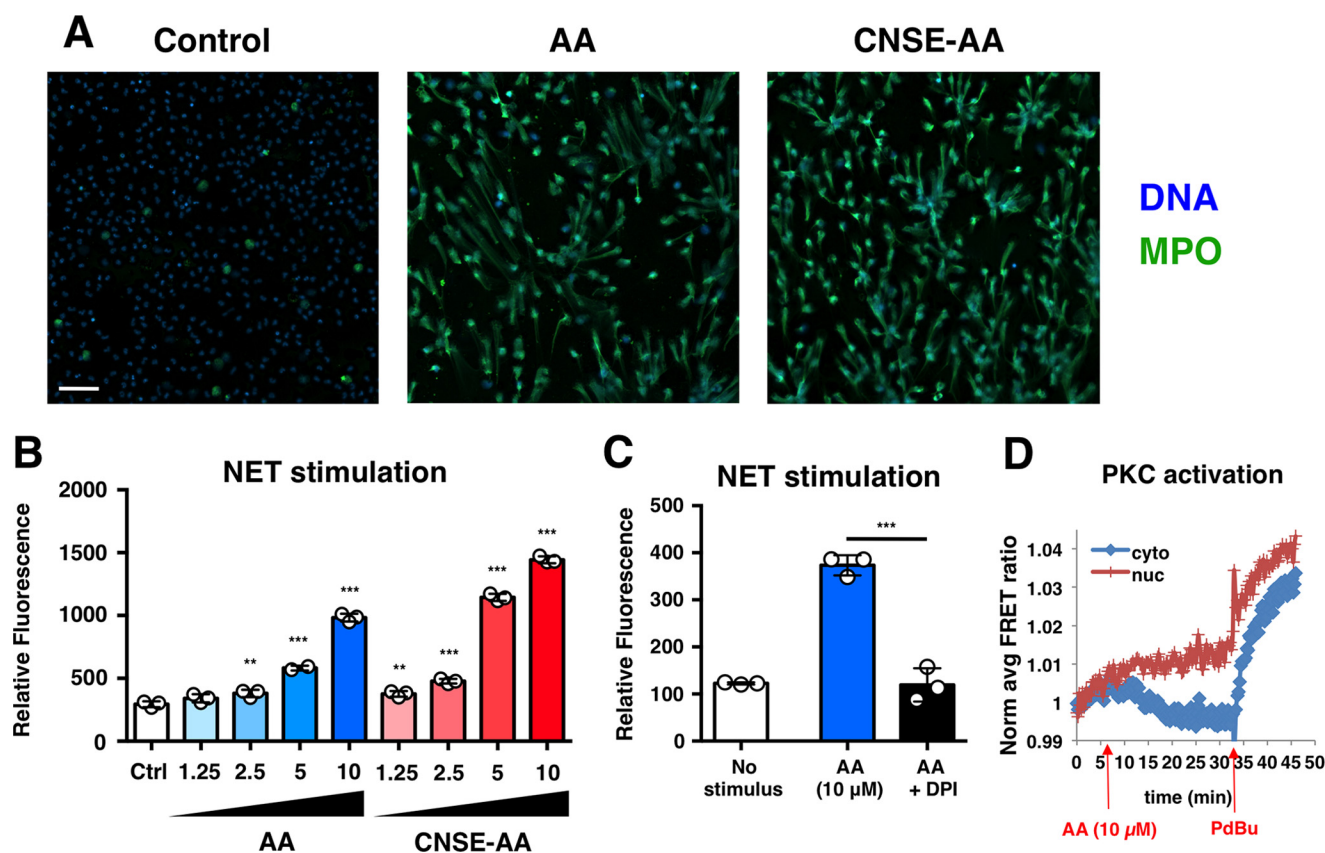 A
Control
AA
CNSE-AA
DNA
MPO
B
NET stimulation
Relative Fluorescence
2000
1500
1000
500
0
**
***
***
**
***
***
***
Ctrl 1.25 2.5 5 10 1.25 2.5 5 10
AA
CNSE-AA
C
NET stimulation
Relative Fluorescence
500
400
300
200
100
0
***
No stimulus
AA (10 µM)
AA + DPI
D
PKC activation
Norm avg FRET ratio
1.04
1.03
1.02
1.01
1
0.99
cyto
nuc
0 5 10 15 20 25 30 35 40 45 50
time (min)
AA (10 µM)
PdBu